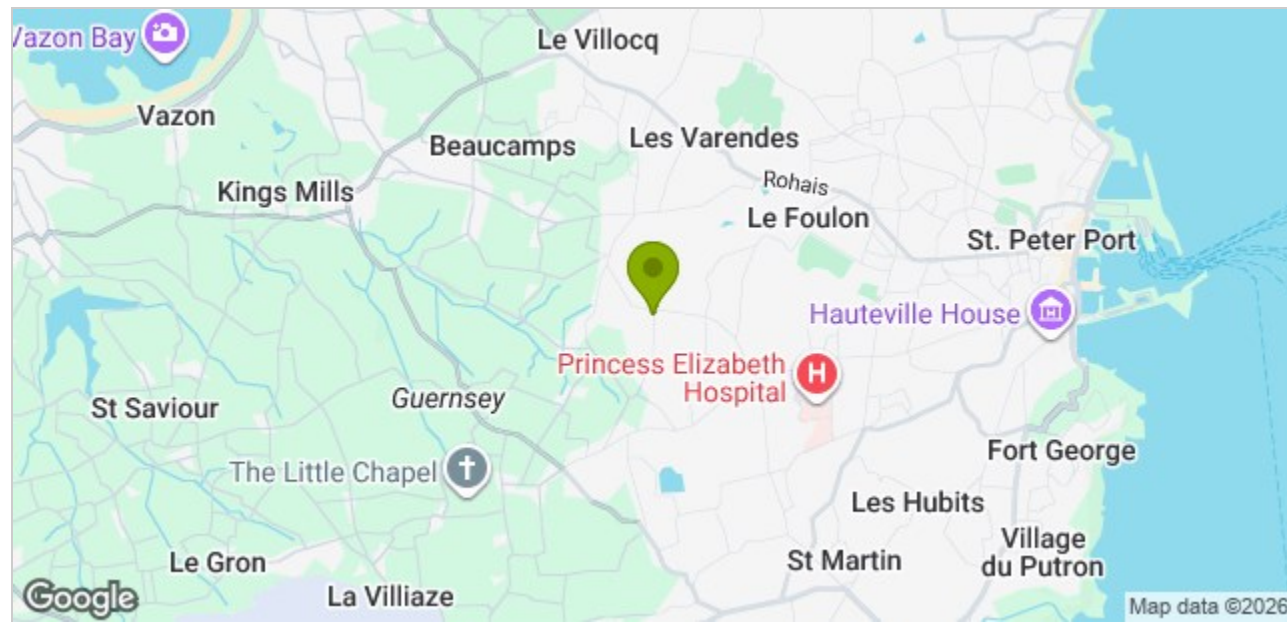 Vazon Bay
Le Villocq
Vazon
Beaucamps
Les Varendes
Kings Mills
Rohais
Le Foulon
St. Peter Port
Hauteville House
Princess Elizabeth
Hospital
H
St Saviour
Guernsey
The Little Chapel
Fort George
Les Hubits
Le Gron
St Martin
Village
du Putron
La Villiaze
Google
Map data ©2026